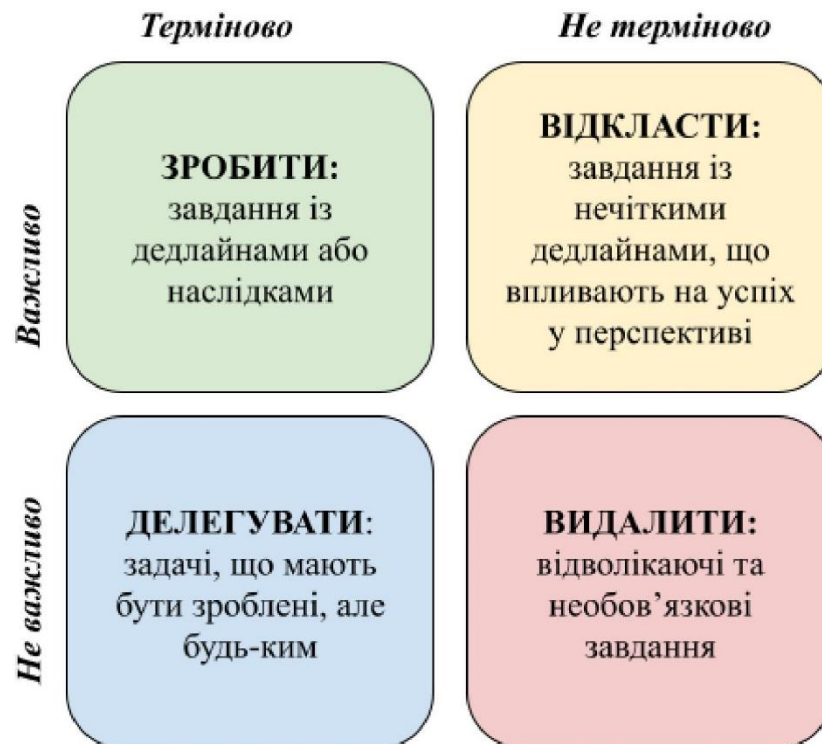 Терміново
Не терміново
Важливо
ЗРОБИТИ:
завдання із
дедлайнами або
наслідками
ВІДКЛАСТИ:
завдання із
нечіткими
дедлайнами, що
впливають на успіх
у перспективі
Не важливо
ДЕЛЕГУВАТИ:
задачі, що мають
бути зроблені, але
будь-ким
ВИДАЛИТИ:
відволікаючі та
необов’язкові
завдання